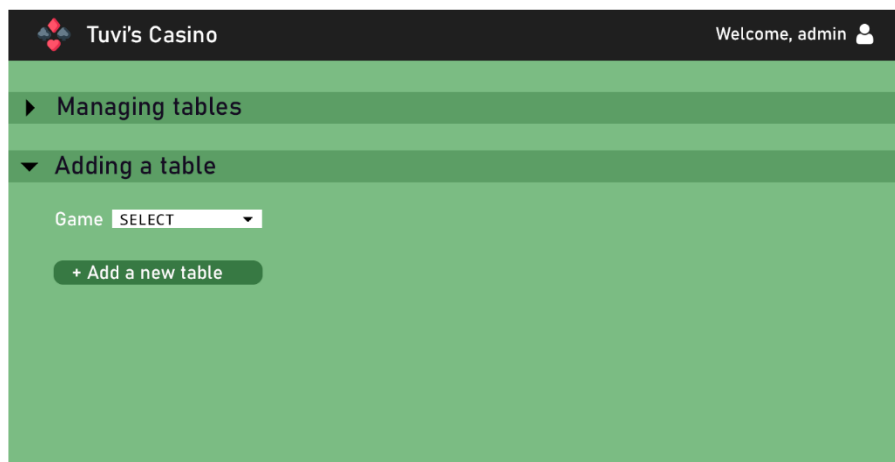 Tuvi's Casino
Welcome, admin
Managing tables
Adding a table
Game SELECT
+ Add a new table